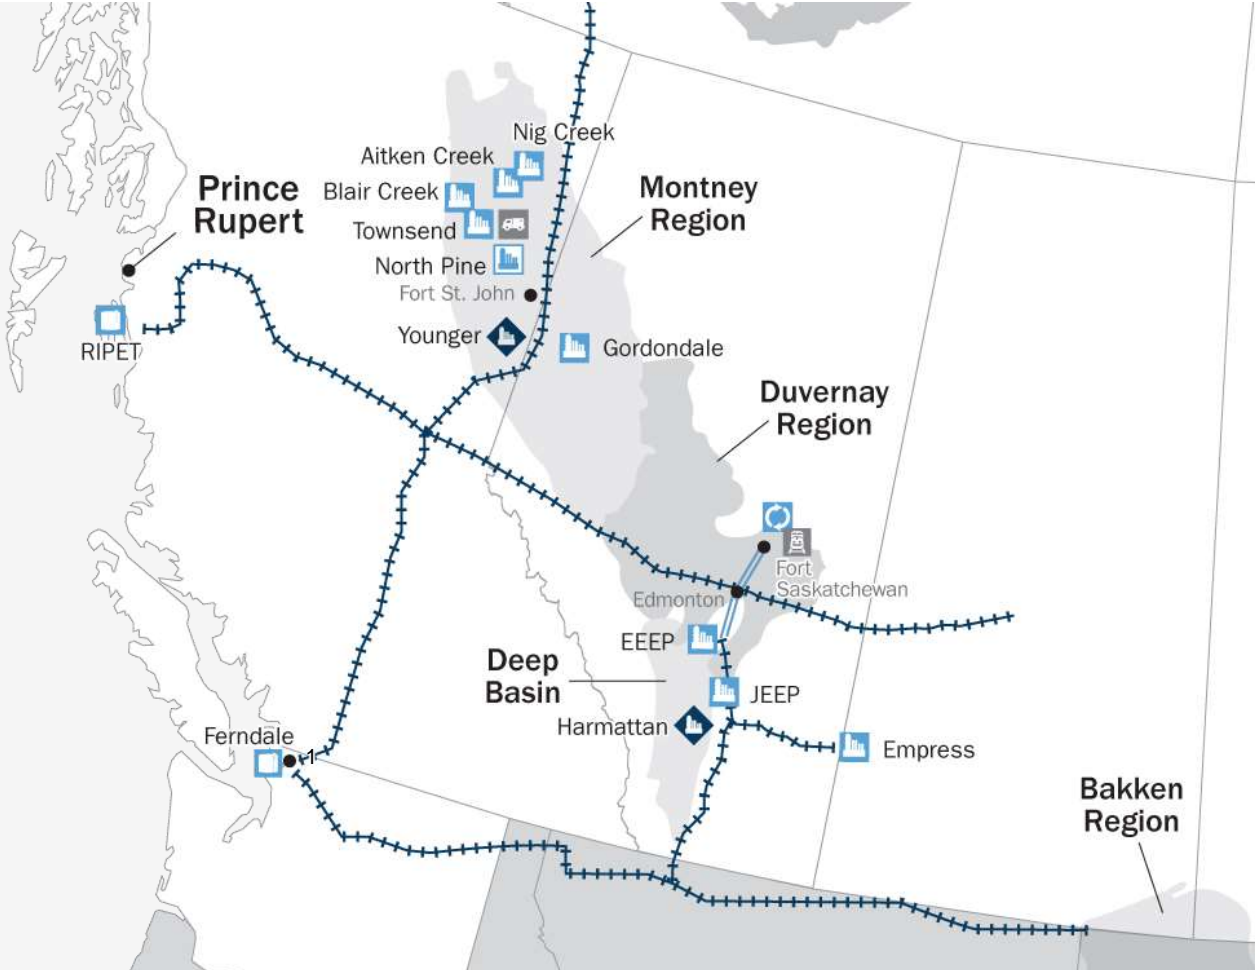 Nig Creek
Aitken Creek
Blair Creek
Townsend
North Pine
Fort St. John
Younger
Gordondale
Prince
Rupert
RIPET
Montney
Region
Duvernay
Region
Fort
Saskatchewan
Edmonton
EEEP
Deep
Basin
JEEP
Harmattan
Empress
Ferndale
1
Bakken
Region